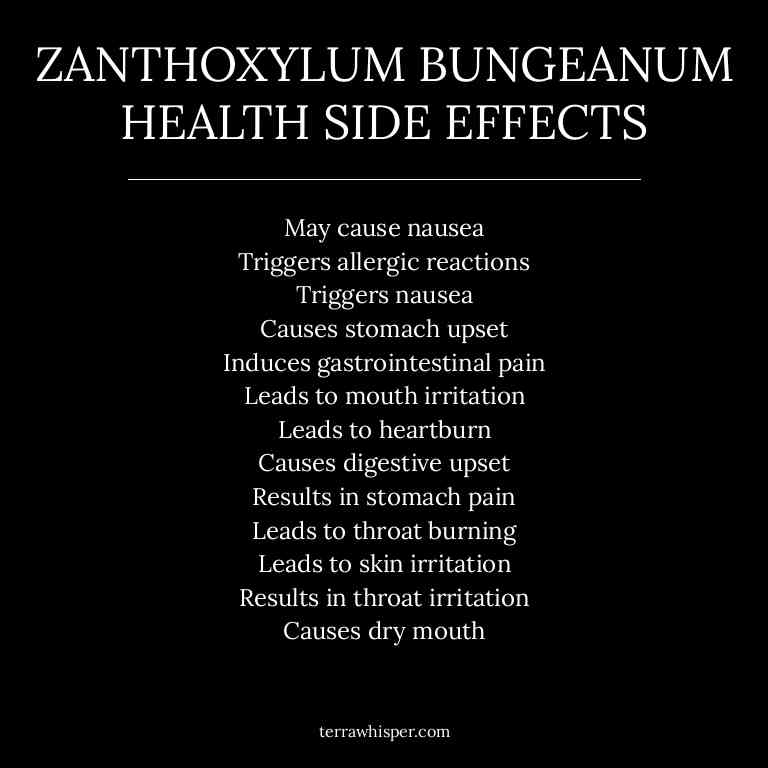 ZANTHOXYLUM BUNGEANUM
HEALTH SIDE EFFECTS
May cause nausea
Triggers allergic reactions
Triggers nausea
Causes stomach upset
Induces gastrointestinal pain
Leads to mouth irritation
Leads to heartburn
Causes digestive upset
Results in stomach pain
Leads to throat burning
Leads to skin irritation
Results in throat irritation
Causes dry mouth
terrawhisper.com